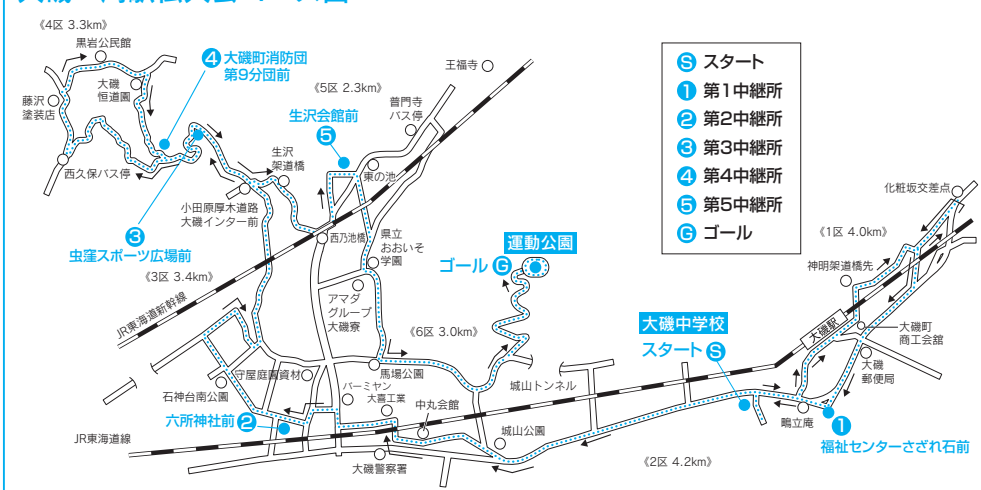 《4区 3.3km》
黒岩公民館
4 大磯町消防団
第9分団前
大磯
恒道園
藤沢
塗装店
西久保バス停
《5区 2.3km》
生沢会館前
5
王福寺
普門寺
バス停
生沢
架道橋
東の池
小田原厚木道路
大磯インター前
3
虫窪スポーツ広場前
西乃池橋
県立
おおいそ
学園
《3区 3.4km》
JR東海道新幹線
アマダ
グループ
大磯寮
運動公園
ゴール G
《6区 3.0km》
S スタート
1 第1中継所
2 第2中継所
3 第3中継所
4 第4中継所
5 第5中継所
G ゴール
化粧坂交差点
《1区 4.0km》
神明架道橋先
大磯駅
大磯町
商工会館
大磯
郵便局
大磯中学校
スタート S
守屋庭園資材
馬場公園
石神台南公園
バーミヤン
大喜工業
城山トンネル
六所神社前 2
中丸会館
鴫立庵
1
福祉センターさざれ石前
JR東海道線
城山公園
大磯警察署
《2区 4.2km》